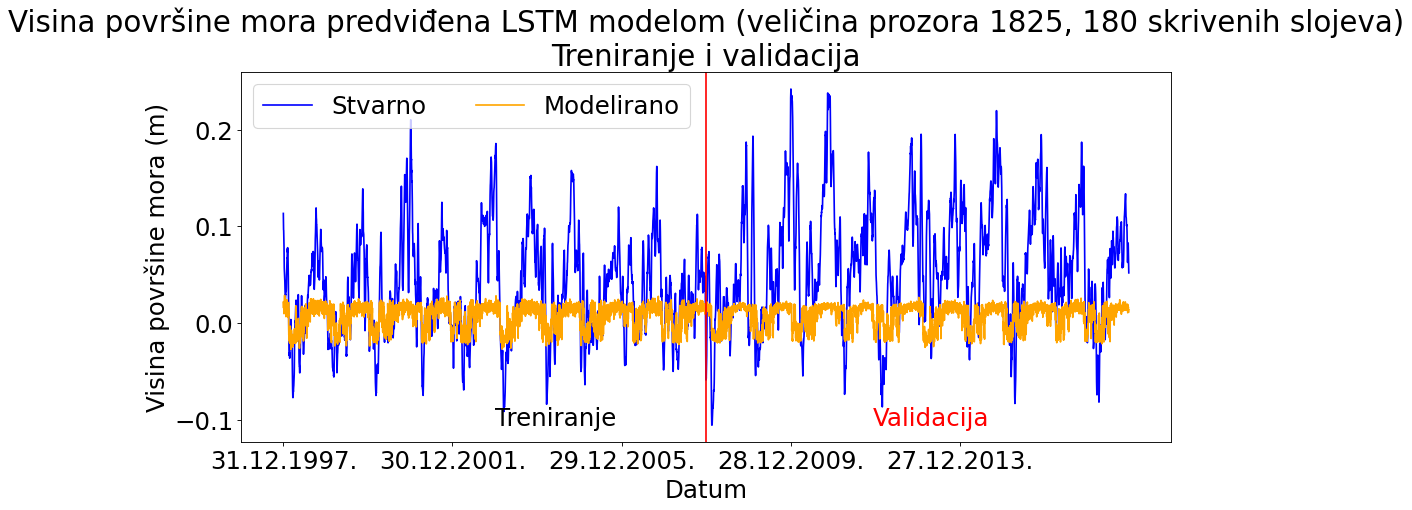 Visina površine mora predviđena LSTM modelom (veličina prozora 1825, 180 skrivenih slojeva)
Treniranje i validacija
Stvarno
Modelirano
Visina površine mora (m)
0.2
0.1
0.0
−0.1
Treniranje
Validacija
31.12.1997.
30.12.2001.
29.12.2005.
28.12.2009.
27.12.2013.
Datum